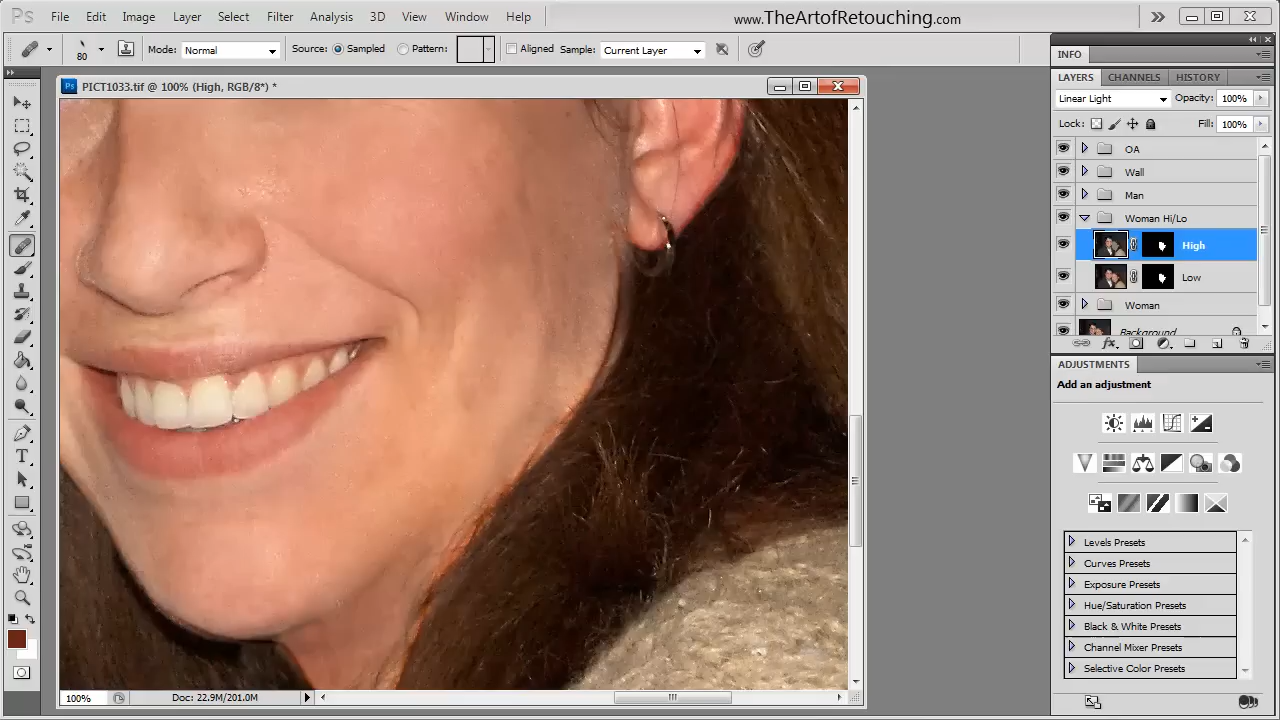 Ps File Edit Image Layer Select Filter Analysis 3D View Window Help www.TheArtofRetouching.com
80 Mode: Normal Source: Sampled Pattern: Aligned Sample: Current Layer
PICT1033.tif @ 100% (High, RGB/8*) *
INFO
LAYERS CHANNELS HISTORY
Linear Light Opacity: 100%
Lock: Fill: 100%
OA
Wall
Man
Woman Hi/Lo
High
Low
Woman
Background
ADJUSTMENTS
Add an adjustment
Levels Presets
Curves Presets
Exposure Presets
Hue/Saturation Presets
Black & White Presets
Channel Mixer Presets
Selective Color Presets
100% Doc: 22.9M/201.0M